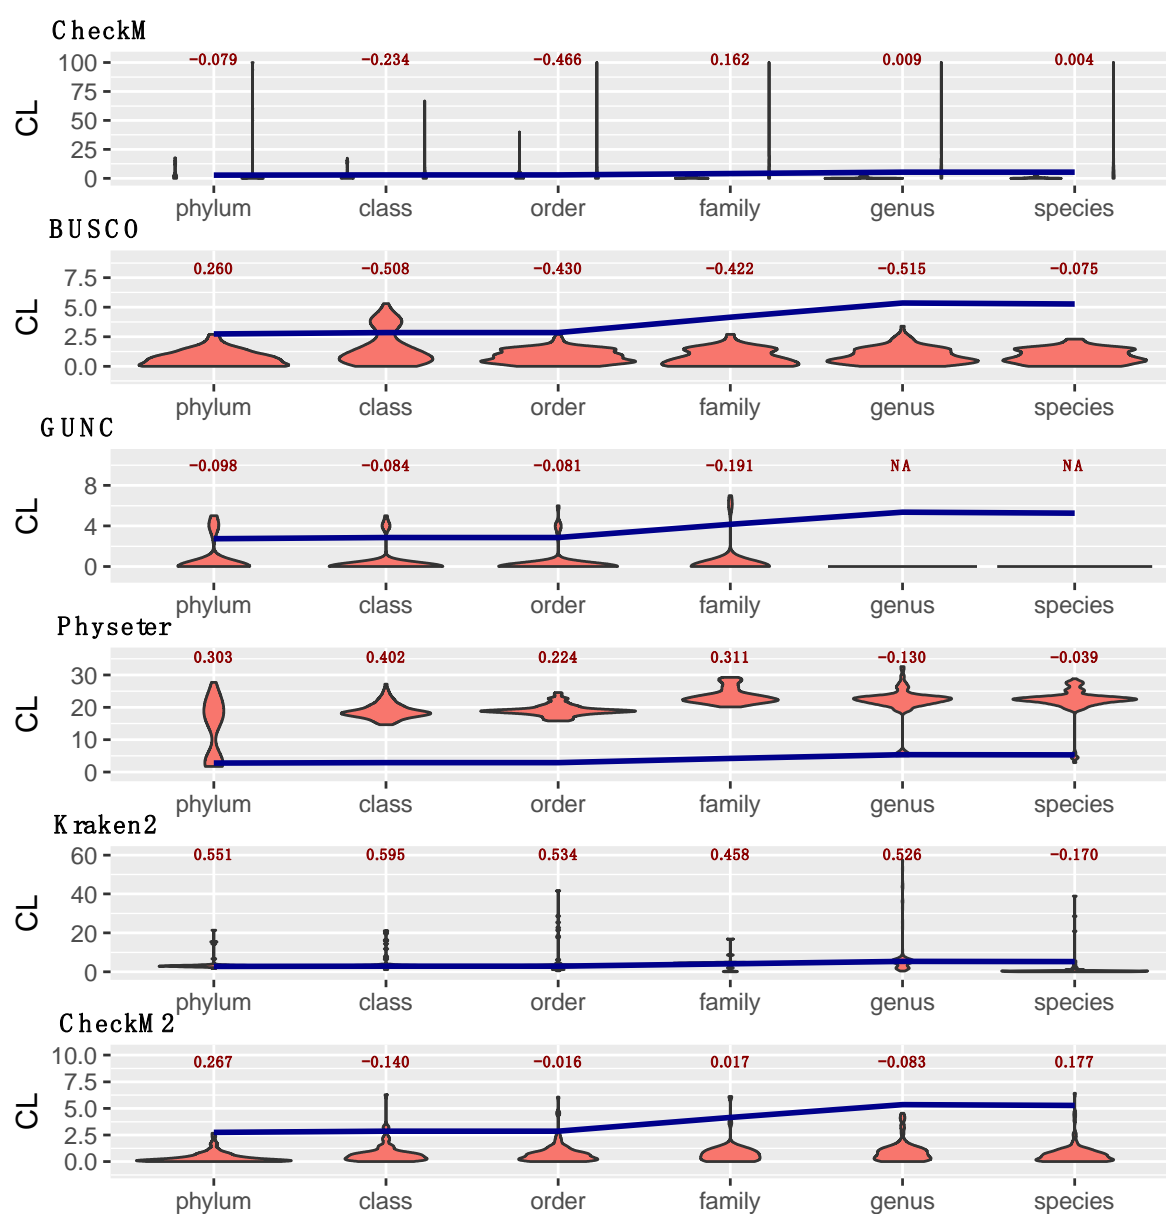 CheckM
−0.079 −0.234 −0.466 0.162 0.009 0.004
100
75
50
25
0
CL
phylum class order family genus species
BUSCO
0.260 −0.508 −0.430 −0.422 −0.515 −0.075
7.5
5.0
2.5
0.0
CL
phylum class order family genus species
GUNC
−0.098 −0.084 −0.081 −0.191 NA NA
8
4
0
CL
phylum class order family genus species
Physeter
0.303 0.402 0.224 0.311 −0.130 −0.039
30
20
10
0
CL
phylum class order family genus species
Kraken2
0.551 0.595 0.534 0.458 0.526 −0.170
60
40
20
0
CL
phylum class order family genus species
CheckM2
0.267 −0.140 −0.016 0.017 −0.083 0.177
10.0
7.5
5.0
2.5
0.0
CL
phylum class order family genus species